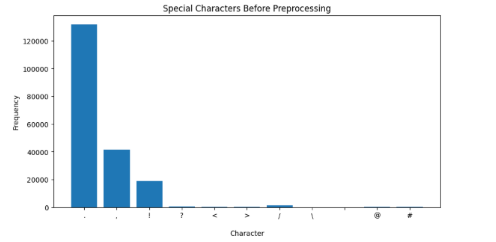 Special Characters Before Preprocessing
120000
100000
80000
60000
40000
20000
0
Frequency
. , ! ? < > / \ @ #
Character